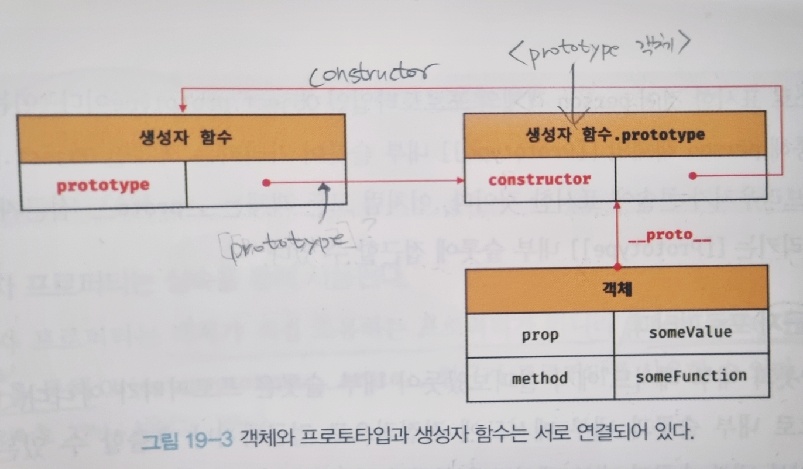 <prototype 객체>
constructor
생성자 함수
생성자 함수.prototype
prototype
constructor
prototype
__proto__
객체
prop
someValue
method
someFunction
그림 19-3 객체와 프로토타입과 생성자 함수는 서로 연결되어 있다.